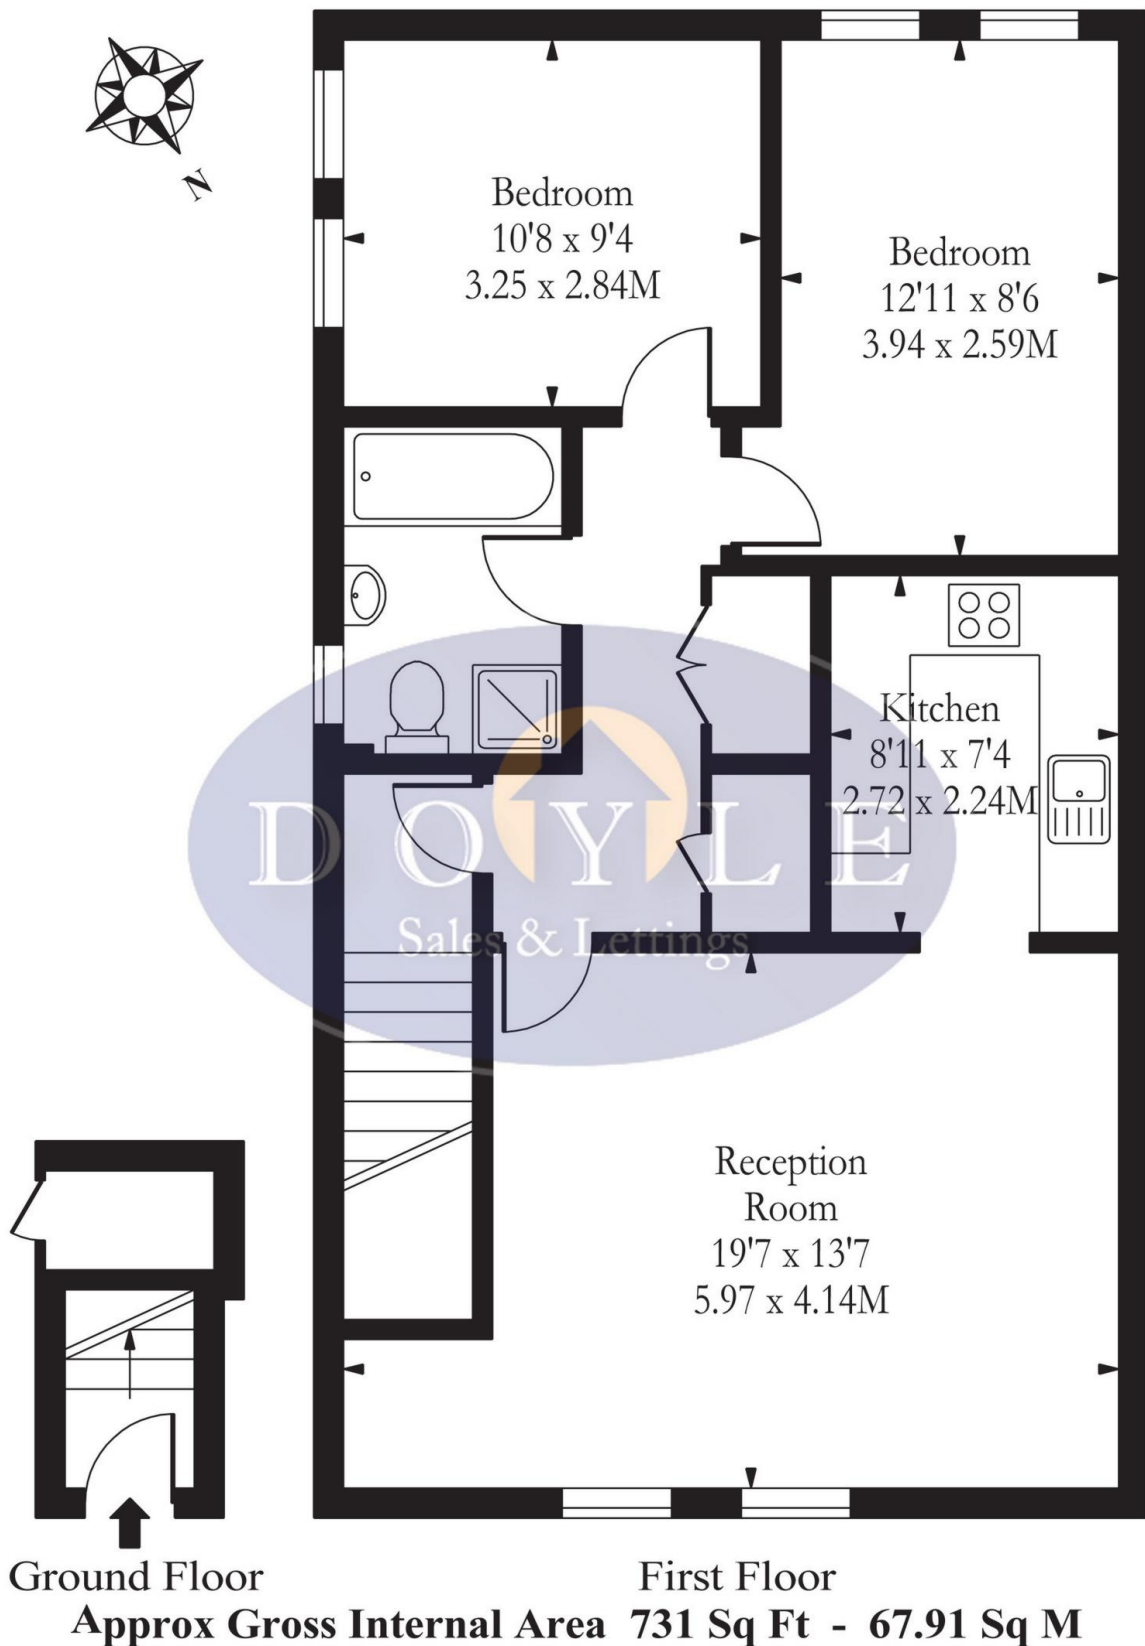 N
Bedroom
10'8 x 9'4
3.25 x 2.84M
Bedroom
12'11 x 8'6
3.94 x 2.59M
Kitchen
8'11 x 7'4
2.72 x 2.24M
DOYLE
Sales & Lettings
Reception
Room
19'7 x 13'7
5.97 x 4.14M
Ground Floor
First Floor
Approx Gross Internal Area 731 Sq Ft - 67.91 Sq M